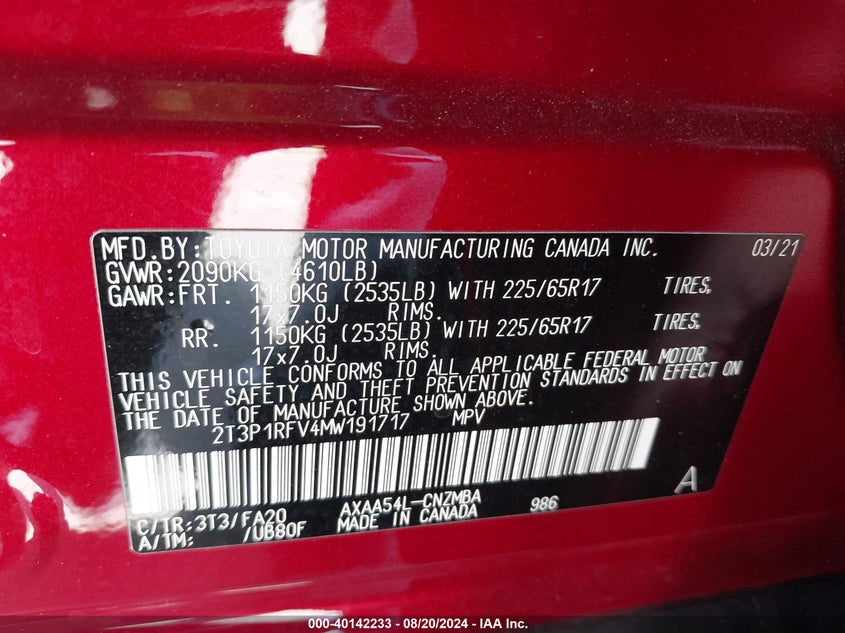 MFD.BY:TOYOTA MOTOR MANUFACTURING CANADA INC. 03/21
GVWR:2090KG (4610LB)
GAWR:FRT. 1150KG (2535LB) WITH 225/65R17 TIRES,
17x7.0J RIMS.
RR. 1150KG (2535LB) WITH 225/65R17 TIRES,
17x7.0J RIMS.
THIS VEHICLE CONFORMS TO ALL APPLICABLE FEDERAL MOTOR
VEHICLE SAFETY AND THEFT PREVENTION STANDARDS IN EFFECT ON
THE DATE OF MANUFACTURE SHOWN ABOVE.
2T3P1RFV4MW191717 MPV
C/TR:3T3/FA20 AXAA54L-CNZMBA 986 A
A/TM: /UB80F MADE IN CANADA
000-40142233 - 08/20/2024 - IAA Inc.